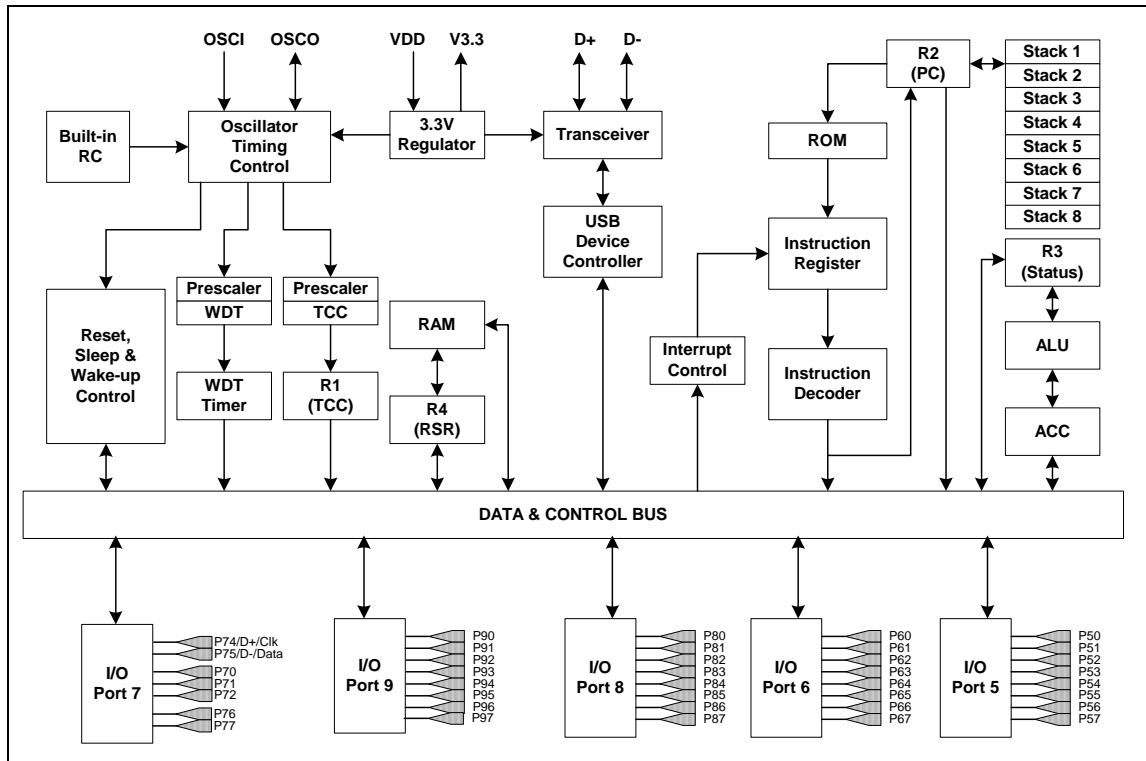 OSCI OSCO VDD V3.3 D+ D-
R2
(PC)
Stack 1
Stack 2
Stack 3
Stack 4
Stack 5
Stack 6
Stack 7
Stack 8
Built-in
RC
Oscillator
Timing
Control
3.3V
Regulator
Transceiver
ROM
USB
Device
Controller
Instruction
Register
R3
(Status)
Prescaler
WDT
Prescaler
TCC
Reset,
Sleep &
Wake-up
Control
RAM
Interrupt
Control
ALU
WDT
Timer
R1
(TCC)
R4
(RSR)
Instruction
Decoder
ACC
DATA & CONTROL BUS
I/O
Port 7
P74/D+/Clk
P75/D-/Data
P70
P71
P72
P76
P77
I/O
Port 9
P90
P91
P92
P93
P94
P95
P96
P97
I/O
Port 8
P80
P81
P82
P83
P84
P85
P86
P87
I/O
Port 6
P60
P61
P62
P63
P64
P65
P66
P67
I/O
Port 5
P50
P51
P52
P53
P54
P55
P56
P57